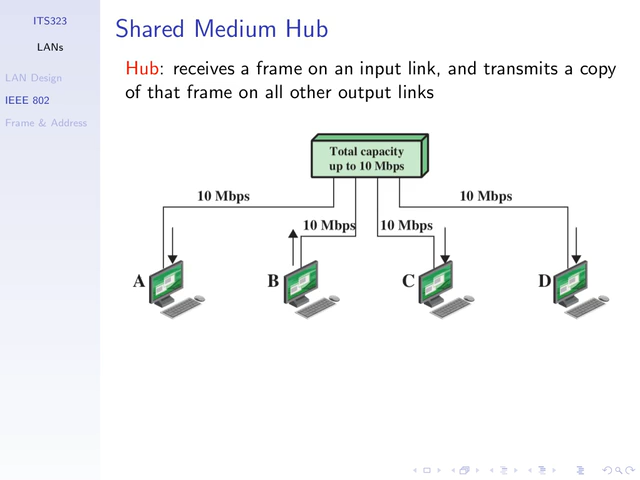 ITS323
LANs
LAN Design
IEEE 802
Frame & Address
Shared Medium Hub
Hub: receives a frame on an input link, and transmits a copy
of that frame on all other output links
Total capacity
up to 10 Mbps
10 Mbps
10 Mbps
10 Mbps
10 Mbps
A
B
C
D